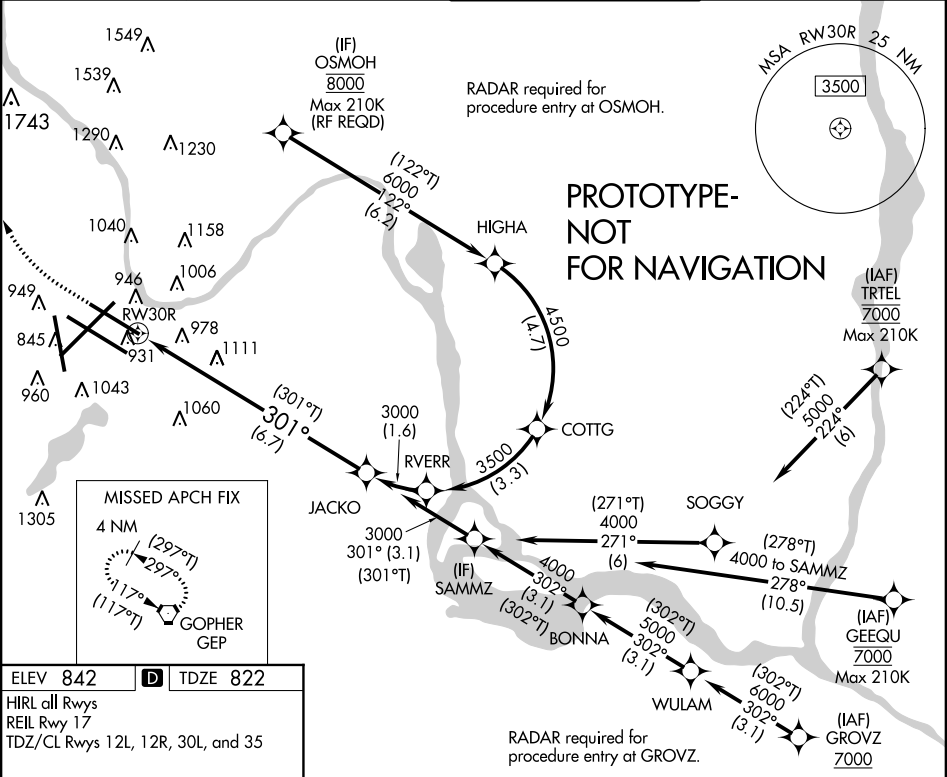 1549
1539
1743
1290
1230
(IF)
OSMOH
8000
Max 210K
(RF REQD)
RADAR required for
procedure entry at OSMOH.
MSA RW30R 25 NM
3500
(122°T)
6000
122°
(6.2)
HIGHA
PROTOTYPE-
NOT
FOR NAVIGATION
1040
1158
946
1006
949
RW30R
845
931
978
1111
960
1043
1060
1305
4500
(4.7)
(IAF)
TRTEL
7000
Max 210K
(224°T)
5000
224°
(6)
(301°T)
301°
(6.7)
3000
(1.6)
RVERR
COTTG
3500
(3.3)
JACKO
3000
301° (3.1)
(301°T)
(IF)
SAMMZ
(271°T)
4000
271°
(6)
SOGGY
(278°T)
4000 to SAMMZ
278°
(10.5)
(IAF)
GEEQU
7000
Max 210K
4000
302°
(3.1)
(302°T)
BONNA
(302°T)
5000
302°
(3.1)
WULAM
(302°T)
6000
302°
(3.1)
(IAF)
GROVZ
7000
RADAR required for
procedure entry at GROVZ.
MISSED APCH FIX
4 NM
(297°T)
297°
117°
(117°T)
GOPHER
GEP
ELEV 842 D TDZE 822
HIRL all Rwys
REIL Rwy 17
TDZ/CL Rwys 12L, 12R, 30L, and 35